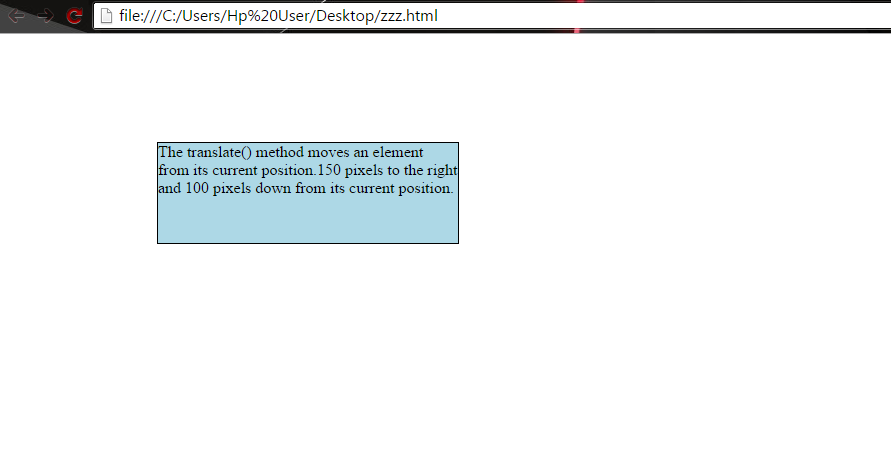 file:///C:/Users/Hp%20User/Desktop/zzz.html
The translate() method moves an element
from its current position.150 pixels to the right
and 100 pixels down from its current position.